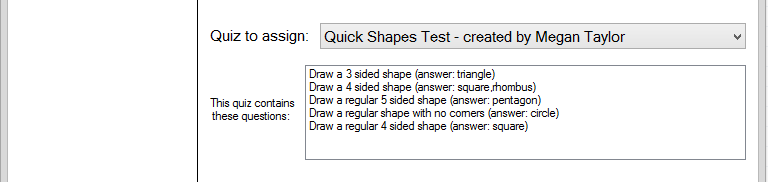 Quiz to assign: Quick Shapes Test - created by Megan Taylor
This quiz contains
these questions:
Draw a 3 sided shape (answer: triangle)
Draw a 4 sided shape (answer: square,rhombus)
Draw a regular 5 sided shape (answer: pentagon)
Draw a regular shape with no corners (answer: circle)
Draw a regular 4 sided shape (answer: square)